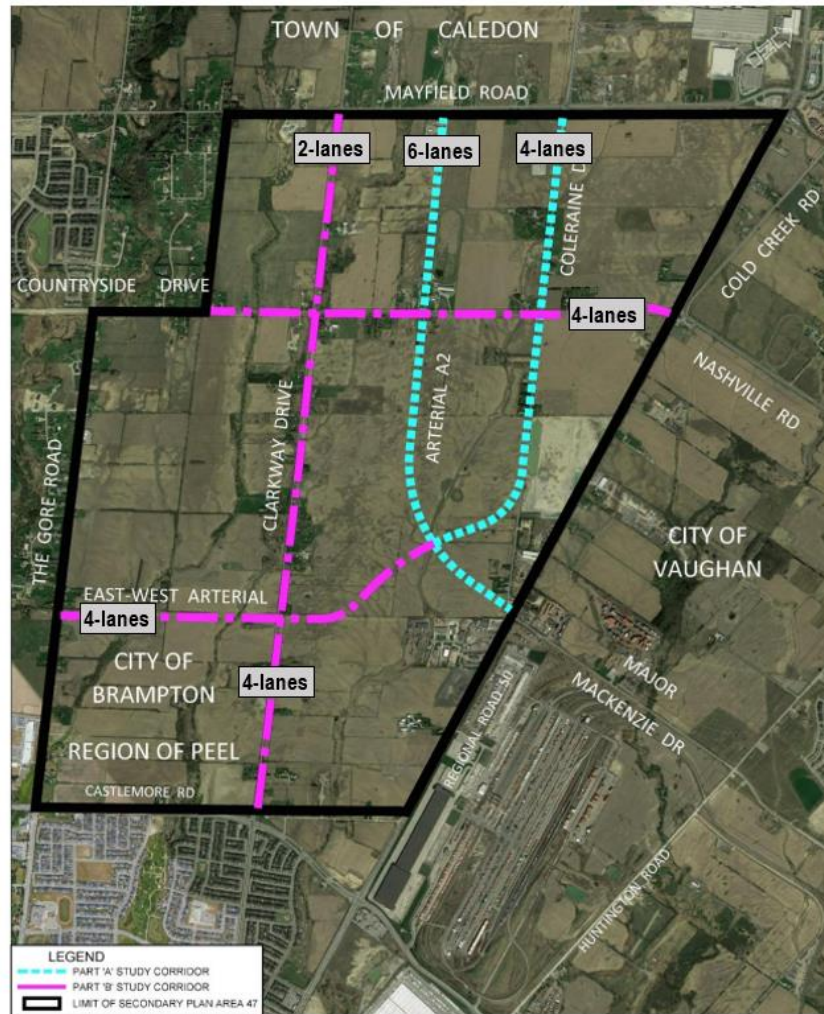 TOWN OF CALEDON
MAYFIELD ROAD
2-lanes
6-lanes
4-lanes
COLERAINE D
COLD CREEK RD
COUNTRYSIDE DRIVE
4-lanes
NASHVILLE RD
ARTERIAL A2
CLARKWAY DRIVE
THE GORE ROAD
CITY OF
VAUGHAN
EAST-WEST ARTERIAL
4-lanes
CITY OF
BRAMPTON
4-lanes
MAJOR
MACKENZIE DR
REGIONAL ROAD 50
REGION OF PEEL
CASTLEMORE RD
HUNTINGTON ROAD
LEGEND
PART 'A' STUDY CORRIDOR
PART 'B' STUDY CORRIDOR
LIMIT OF SECONDARY PLAN AREA 47